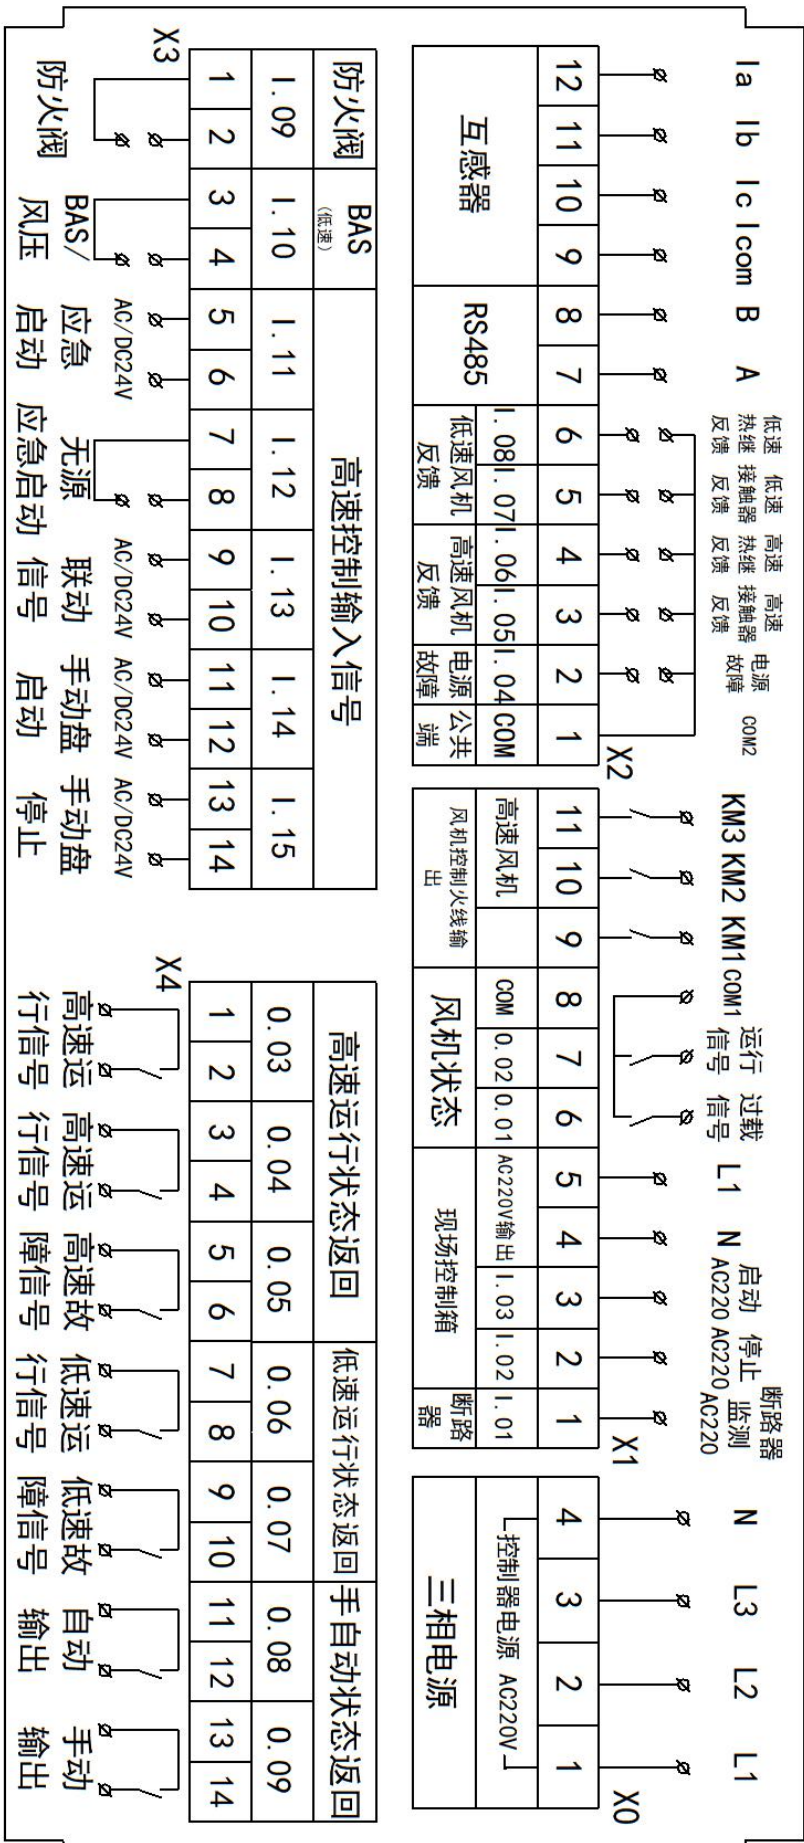 Ia Ib Ic Icom B A
低速 低速 高速 高速 电源
热继 接触器 热继 接触器 故障 COM2
反馈 反馈 反馈 反馈
X2
12 11 10 9 8 7 6 5 4 3 2 1
互感器 RS485
I.08 I.07 I.06 I.05 I.04 COM
低速风机 高速风机 电源 公共
反馈 反馈 故障 端
KM3 KM2 KM1 COM1
运行 过载
信号 信号
L1 N
启动 停止 断路器
AC220 AC220 监测
AC220
X1
11 10 9 8 7 6 5 4 3 2 1
高速风机 COM 0.02 0.01 AC220V输出 I.03 I.02 I.01
风机控制火线输
出
风机状态 现场控制箱
断路
器
N L3 L2 L1
X0
4 3 2 1
控制器电源 AC220V
三相电源
防火阀 BAS
(低速)
高速控制输入信号
I.09 I.10 I.11 I.12 I.13 I.14 I.15
X3
1 2 3 4 5 6 7 8 9 10 11 12 13 14
AC/DC24V AC/DC24V AC/DC24V AC/DC24V
防火阀 BAS/ 应急 无源 联动 手动盘 手动盘
风压 启动 应急启动 信号 启动 停止
高速运行状态返回 低速运行状态返回 手自动状态返回
0.03 0.04 0.05 0.06 0.07 0.08 0.09
X4
1 2 3 4 5 6 7 8 9 10 11 12 13 14
高速运 高速运 高速故 低速运 低速故 自动 手动
行信号 行信号 障信号 行信号 障信号 输出 输出